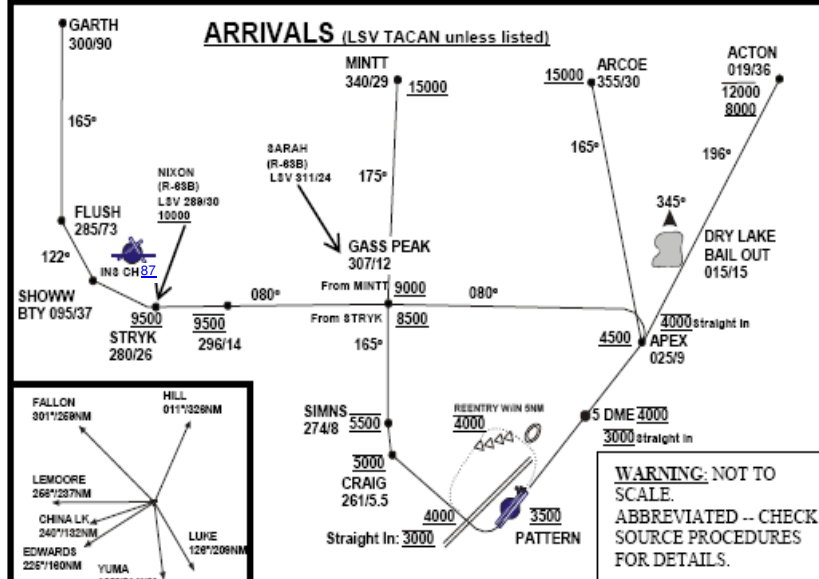 ARRIVALS (LSV TACAN unless listed)
GARTH
300/90
165°
FLUSH
285/73
122°
SHOWW
BTY 095/37
INS CH 87
NIXON
(R-63B)
LSV 289/30
10000
9500
STRYK
280/26
9500
296/14
080°
SARAH
(R-63B)
LSV 311/24
MINTT
340/29
15000
175°
GASS PEAK
307/12
From MINTT
9000
From STRYK
8500
165°
080°
15000
ARCOE
355/30
165°
ACTON
019/36
12000
8000
196°
345°
DRY LAKE
BAIL OUT
015/15
4000 Straight In
4500
APEX
025/9
5 DME 4000
3000 Straight In
SIMNS
274/8
5500
5000
CRAIG
261/5.5
REENTRY W/IN 5NM
4000
4000
Straight In: 3000
3500
PATTERN
FALLON
301°/259NM
HILL
011°/326NM
LEMOORE
256°/237NM
CHINA LK
240°/132NM
EDWARDS
225°/160NM
YUMA
LUKE
126°/209NM
WARNING: NOT TO
SCALE.
ABBREVIATED -- CHECK
SOURCE PROCEDURES
FOR DETAILS.